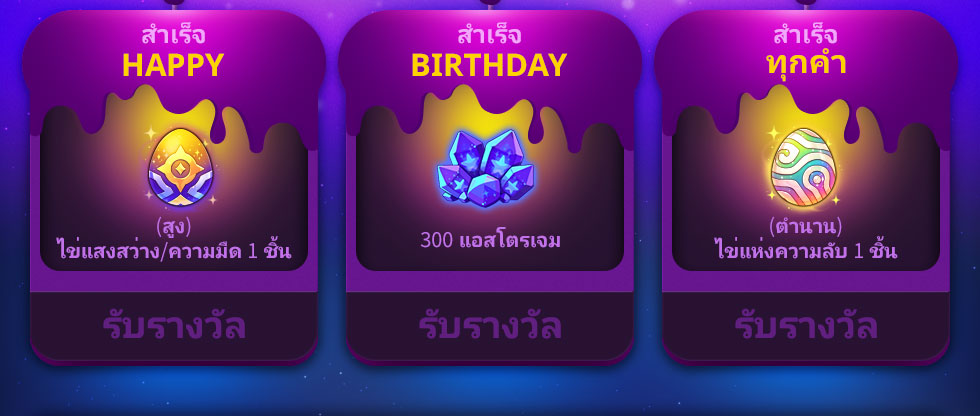 สำเร็จ
HAPPY
(สูง)
ไข่แสงสว่าง/ความมืด 1 ชิ้น
รับรางวัล
สำเร็จ
BIRTHDAY
300 แอสโตรเจม
รับรางวัล
สำเร็จ
ทุกคำ
(ตำนาน)
ไข่แห่งความลับ 1 ชิ้น
รับรางวัล